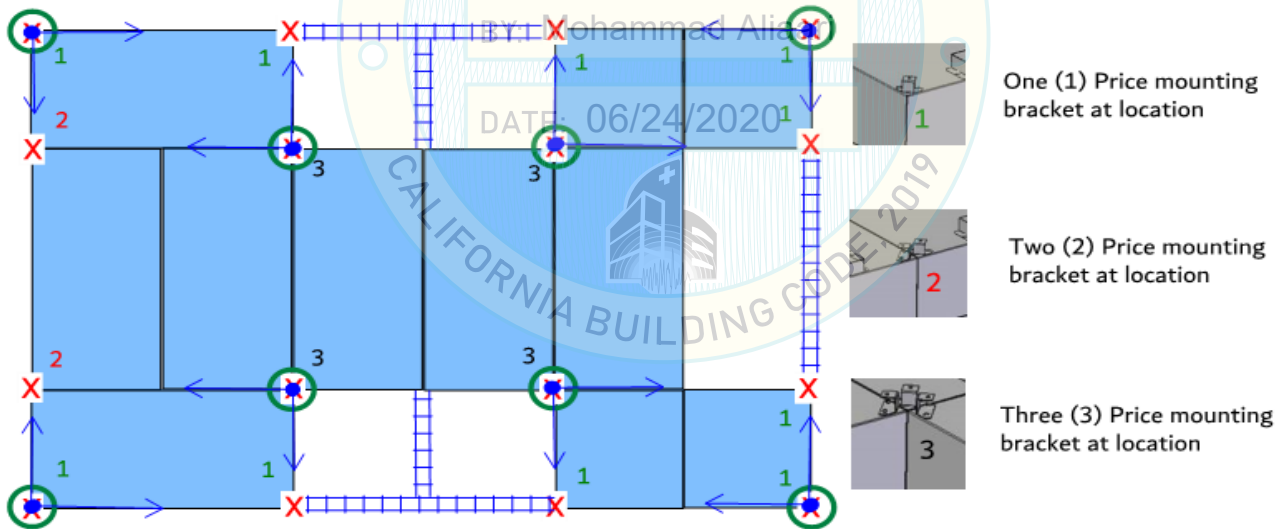 BY: Mohammad Aliaari
DATE: 06/24/2020
CALIFORNIA BUILDING CODE, 2019
X X X X
1 1 1 1
2 1
X X X X
3 3
1
One (1) Price mounting
bracket at location
2
Two (2) Price mounting
bracket at location
2 3 3
X X X X
1
1 1 1 1
X X X X
3
Three (3) Price mounting
bracket at location